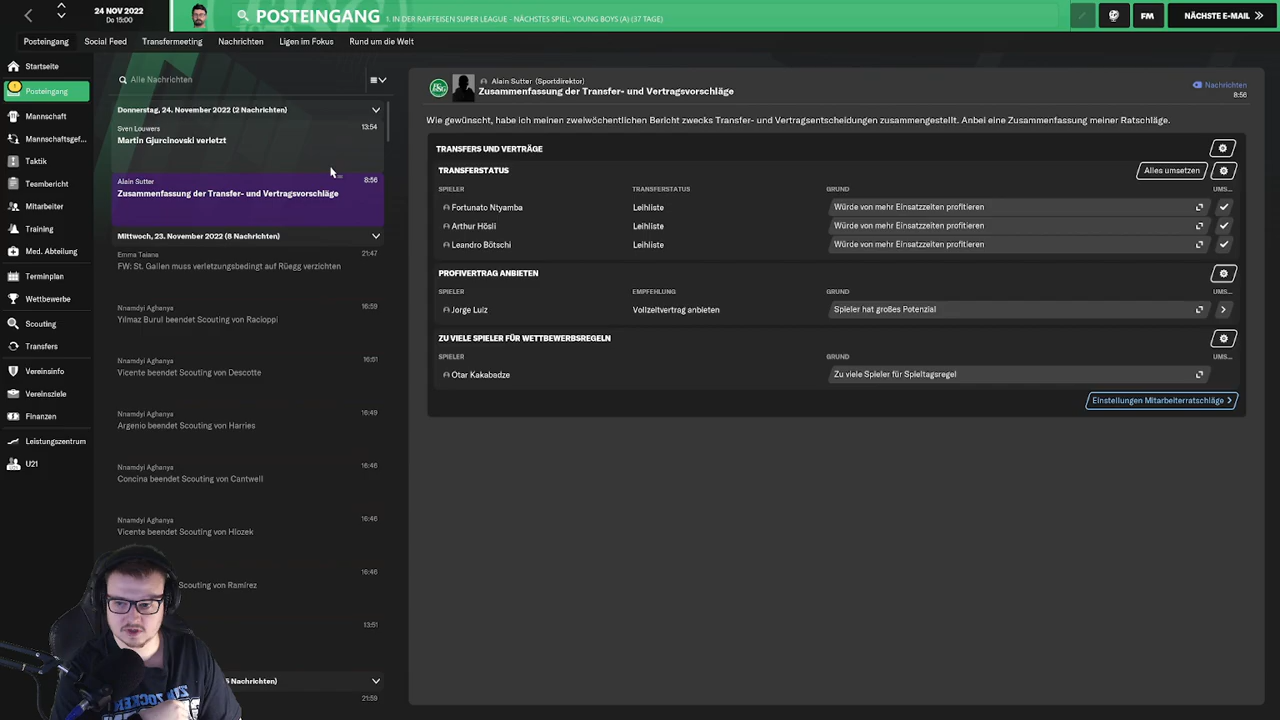 24 NOV 2022
Do 15:00
POSTEINGANG
1. IN DER RAIFFEISEN SUPER LEAGUE - NÄCHSTES SPIEL: YOUNG BOYS (A) (37 TAGE)
FM
NÄCHSTE E-MAIL
Posteingang
Social Feed
Transfermeeting
Nachrichten
Ligen im Fokus
Rund um die Welt
Startseite
Posteingang
Mannschaft
Mannschaftsgef...
Taktik
Teambericht
Mitarbeiter
Training
Med. Abteilung
Terminplan
Wettbewerbe
Scouting
Transfers
Vereinsinfo
Vereinsziele
Finanzen
Leistungszentrum
U21
Alle Nachrichten
Donnerstag, 24. November 2022 (2 Nachrichten)
Sven Louwers 13:54
Martin Gjurcinovski verletzt
Alain Sutter 8:56
Zusammenfassung der Transfer- und Vertragsvorschläge
Mittwoch, 23. November 2022 (8 Nachrichten)
Emma Taiana 21:47
FW: St. Gallen muss verletzungsbedingt auf Rüegg verzichten
Nnamdyi Aghanya 16:59
Yilmaz Burul beendet Scouting von Racioppi
Nnamdyi Aghanya 16:51
Vicente beendet Scouting von Descotte
Nnamdyi Aghanya 16:49
Argenio beendet Scouting von Harries
Nnamdyi Aghanya 16:46
Concina beendet Scouting von Cantwell
Nnamdyi Aghanya 16:46
Vicente beendet Scouting von Hlozek
16:46
Scouting von Ramírez
13:51
Nachrichten)
21:59
Alain Sutter (Sportdirektor)
Zusammenfassung der Transfer- und Vertragsvorschläge
Nachrichten
8:56
Wie gewünscht, habe ich meinen zweiwöchentlichen Bericht zwecks Transfer- und Vertragsentscheidungen zusammengestellt. Anbei eine Zusammenfassung meiner Ratschläge.
TRANSFERS UND VERTRÄGE
TRANSFERSTATUS
Alles umsetzen
SPIELER TRANSFERSTATUS GRUND UMS...
Fortunato Ntyamba Leihliste Würde von mehr Einsatzzeiten profitieren
Arthur Hösli Leihliste Würde von mehr Einsatzzeiten profitieren
Leandro Bötschi Leihliste Würde von mehr Einsatzzeiten profitieren
PROFIVERTRAG ANBIETEN
SPIELER EMPFEHLUNG GRUND UMS...
Jorge Luiz Vollzeitvertrag anbieten Spieler hat großes Potenzial
ZU VIELE SPIELER FÜR WETTBEWERBSREGELN
SPIELER GRUND UMS...
Otar Kakabadze Zu viele Spieler für Spieltagsregel
Einstellungen Mitarbeiterratschläge